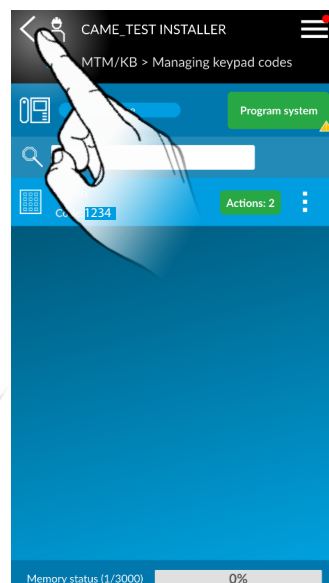 CAME_TEST INSTALLER
MTM/KB > Managing keypad codes
Program system
1234
Actions: 2
Memory status (1/3000)
0%